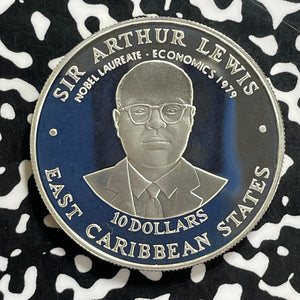 SIR ARTHUR LEWIS
NOBEL LAUREATE - ECONOMICS 1979
10 DOLLARS
EAST CARIBBEAN STATES